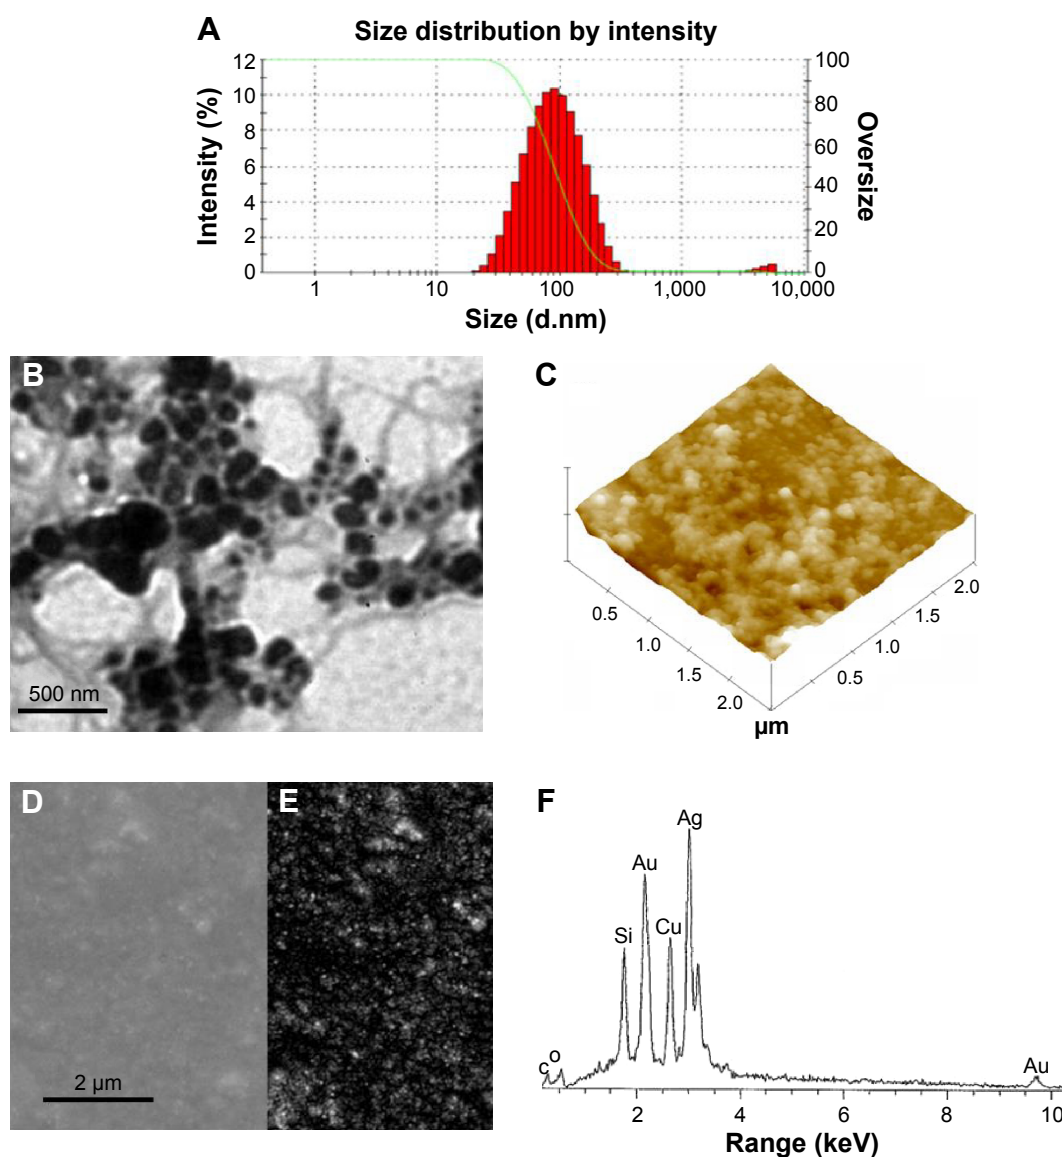 A
Size distribution by intensity
12
10
8
6
4
2
0
Intensity (%)
100
80
60
40
20
0
Oversize
1
10
100
1,000
10,000
Size (d.nm)
B
500 nm
C
0.5
1.0
1.5
2.0
0.5
1.0
1.5
2.0
µm
D
2 µm
E
F
C
O
Si
Au
Cu
Ag
Au
2
4
6
8
10
Range (keV)